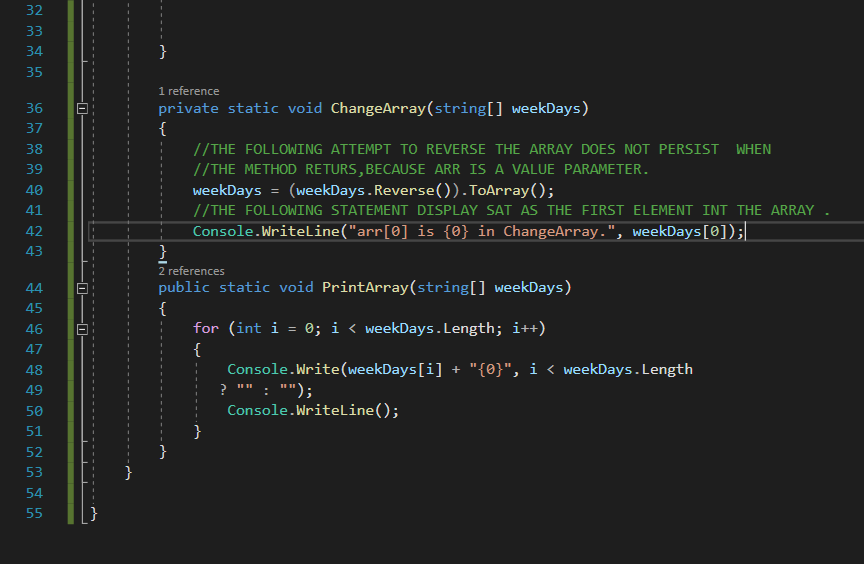 32
33
34 }
35
1 reference
36 private static void ChangeArray(string[] weekDays)
37 {
38 //THE FOLLOWING ATTEMPT TO REVERSE THE ARRAY DOES NOT PERSIST  WHEN
39 //THE METHOD RETURS,BECAUSE ARR IS A VALUE PARAMETER.
40 weekDays = (weekDays.Reverse()).ToArray();
41 //THE FOLLOWING STATEMENT DISPLAY SAT AS THE FIRST ELEMENT INT THE ARRAY .
42 Console.WriteLine("arr[0] is {0} in ChangeArray.", weekDays[0]);
43 }
2 references
44 public static void PrintArray(string[] weekDays)
45 {
46 for (int i = 0; i < weekDays.Length; i++)
47 {
48 Console.Write(weekDays[i] + "{0}", i < weekDays.Length
49 ? "" : "");
50 Console.WriteLine();
51 }
52 }
53 }
54
55 }